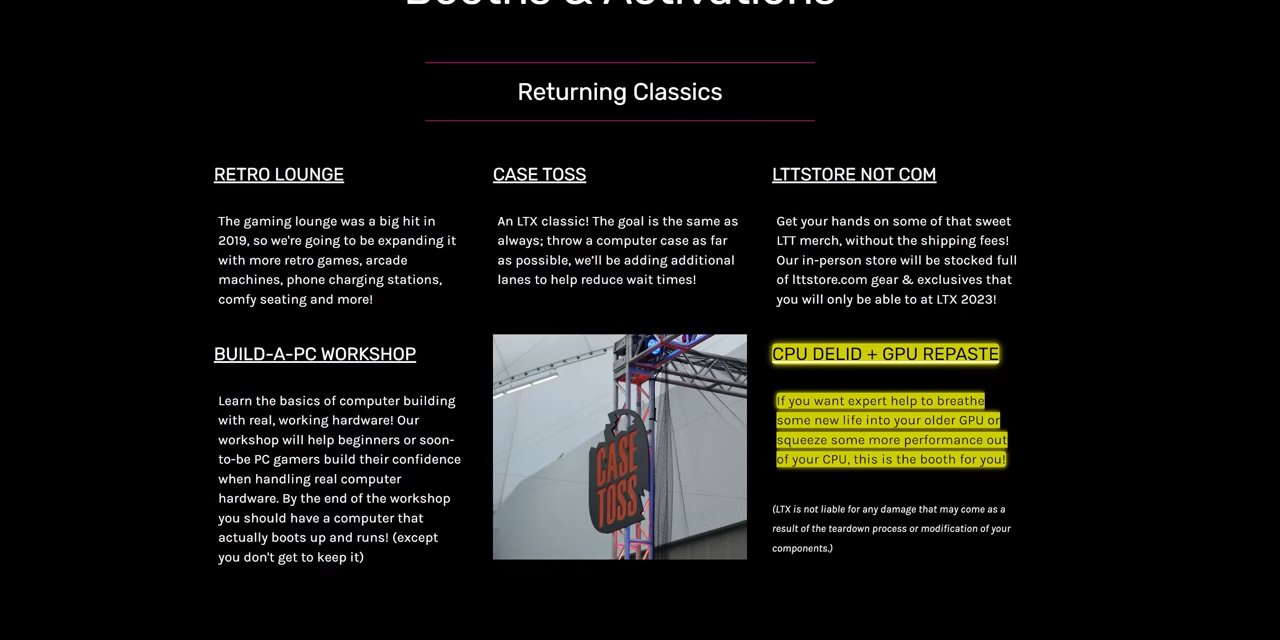 Booths & Activations
Returning Classics
RETRO LOUNGE
The gaming lounge was a big hit in
2019, so we're going to be expanding it
with more retro games, arcade
machines, phone charging stations,
comfy seating and more!
CASE TOSS
An LTX classic! The goal is the same as
always; throw a computer case as far
as possible, we'll be adding additional
lanes to help reduce wait times!
LTTSTORE NOT COM
Get your hands on some of that sweet
LTT merch, without the shipping fees!
Our in-person store will be stocked full
of lttstore.com gear & exclusives that
you will only be able to at LTX 2023!
BUILD-A-PC WORKSHOP
Learn the basics of computer building
with real, working hardware! Our
workshop will help beginners or soon-
to-be PC gamers build their confidence
when handling real computer
hardware. By the end of the workshop
you should have a computer that
actually boots up and runs! (except
you don't get to keep it)
CASE
TOSS
CPU DELID + GPU REPASTE
If you want expert help to breathe
some new life into your older GPU or
squeeze some more performance out
of your CPU, this is the booth for you!
(LTX is not liable for any damage that may come as a
result of the teardown process or modification of your
components.)